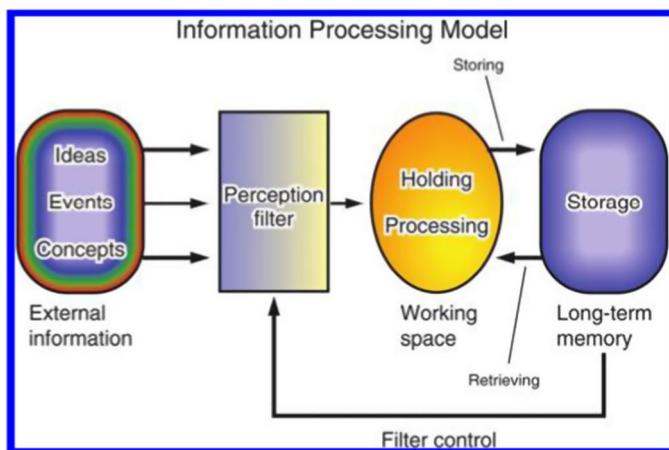 Information Processing Model
Storing
Ideas
Events
Concepts
Perception
filter
Holding
Processing
Storage
External
information
Working
space
Long-term
memory
Retrieving
Filter control